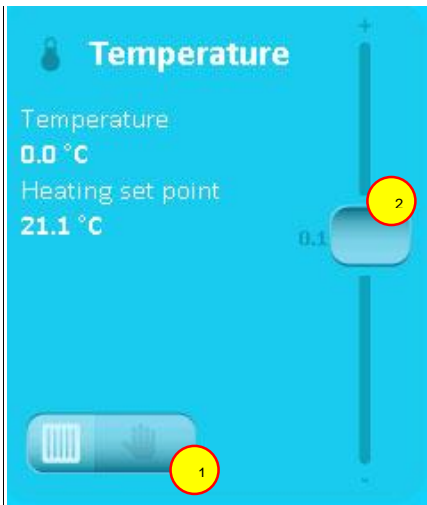 +
Temperature
Temperature
0.0 °C
Heating set point
21.1 °C
2
0.1
1
-